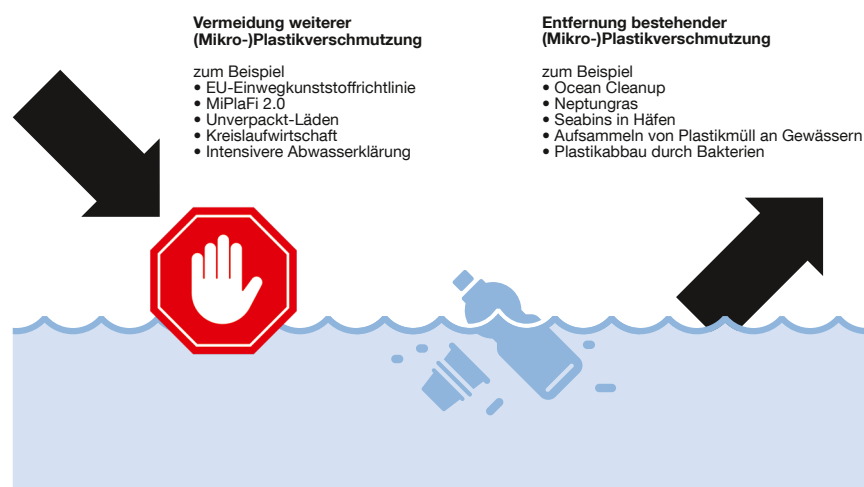 Vermeidung weiterer
(Mikro-)Plastikverschmutzung
zum Beispiel
• EU-Einwegkunststoffrichtlinie
• MiPlaFi 2.0
• Unverpackt-Läden
• Kreislaufwirtschaft
• Intensivere Abwasserklärung
Entfernung bestehender
(Mikro-)Plastikverschmutzung
zum Beispiel
• Ocean Cleanup
• Neptungras
• Seabins in Häfen
• Aufsammeln von Plastikmüll an Gewässern
• Plastikabbau durch Bakterien